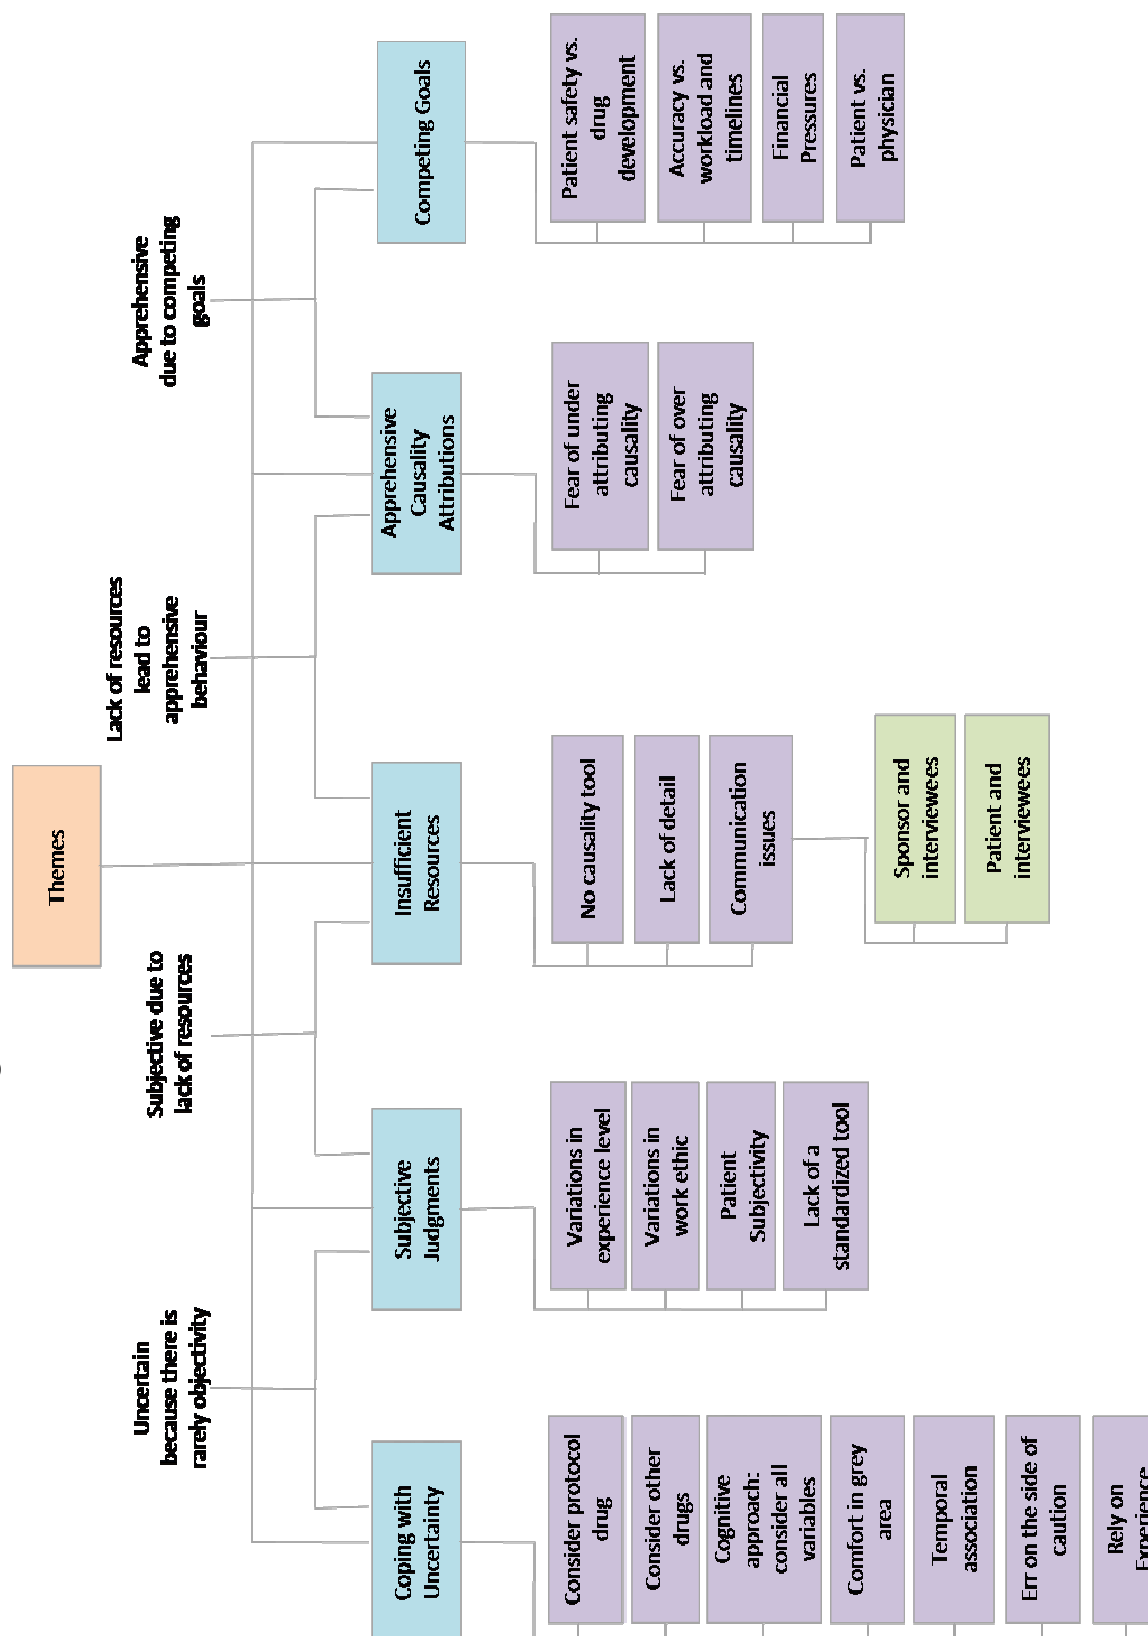 Themes
Uncertain
because there is
rarely objectivity
Subjective due to
lack of resources
Lack of resources
lead to
apprehensive
behaviour
Apprehensive
due to competing
goals
Coping with
Uncertainty
Subjective
Judgments
Insufficient
Resources
Apprehensive
Causality
Attributions
Competing Goals
Consider protocol
drug
Consider other
drugs
Cognitive
approach:
consider all
variables
Comfort in grey
area
Temporal
association
Err on the side of
caution
Rely on
Experience
Variations in
experience level
Variations in
work ethic
Patient
Subjectivity
Lack of a
standardized tool
No causality tool
Lack of detail
Communication
issues
Sponsor and
interviewees
Patient and
interviewees
Fear of under
attributing
causality
Fear of over
attributing
causality
Patient safety vs.
drug
development
Accuracy vs.
workload and
timelines
Financial
Pressures
Patient vs.
physician